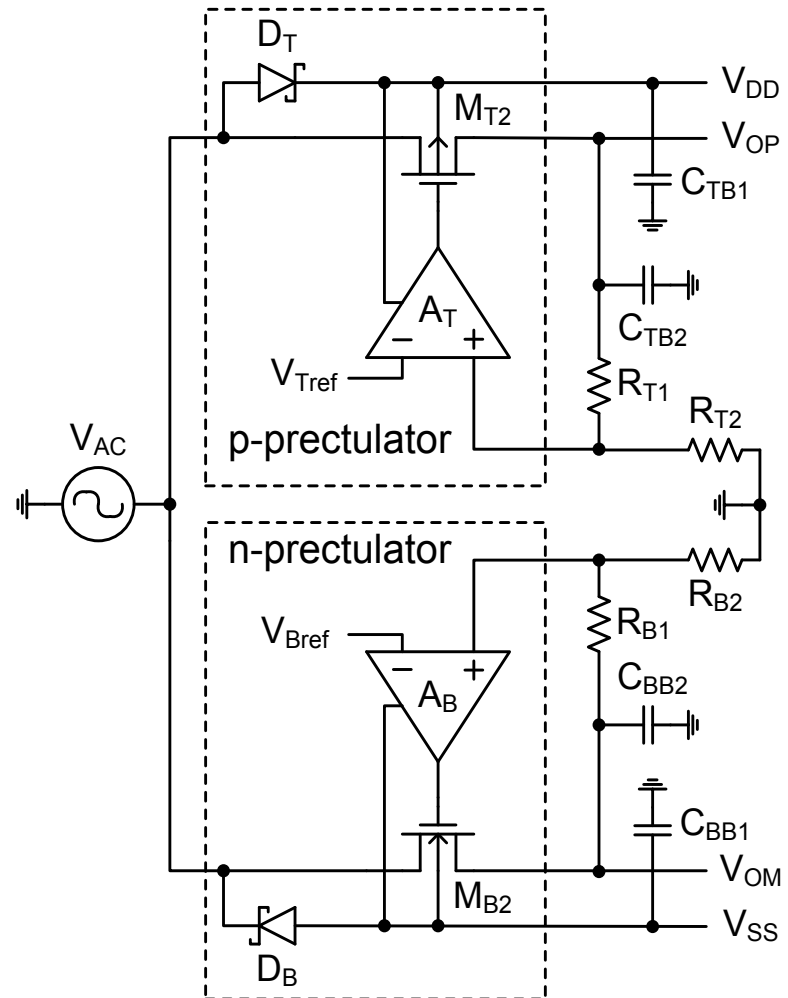 D_T
V_DD
M_T2
V_OP
C_TB1
A_T
C_TB2
− +
V_Tref
R_T1
R_T2
V_AC
p-prectulator
n-prectulator
R_B2
V_Bref
R_B1
− +
C_BB2
A_B
C_BB1
V_OM
M_B2
V_SS
D_B